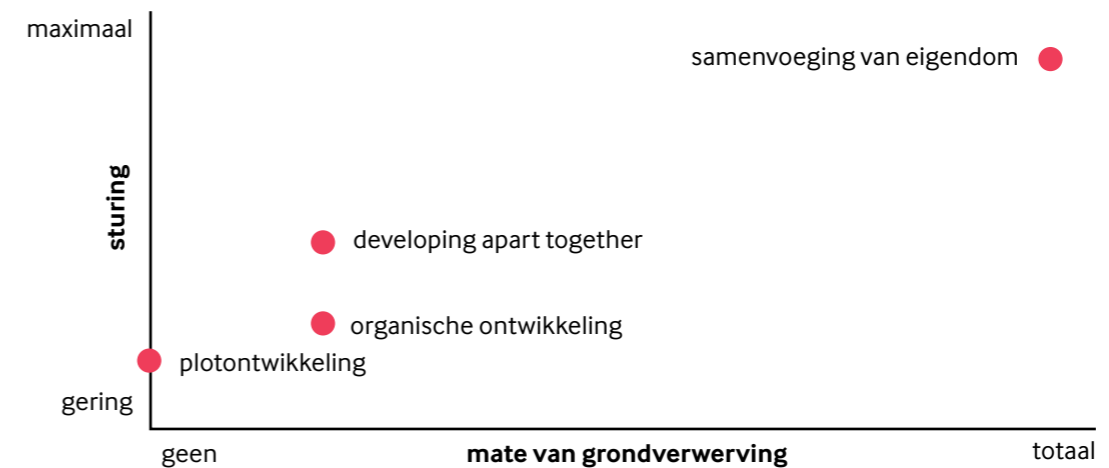 maximaal
samenvoeging van eigendom
sturing
developing apart together
organische ontwikkeling
plotontwikkeling
gering
geen
mate van grondverwerving
totaal